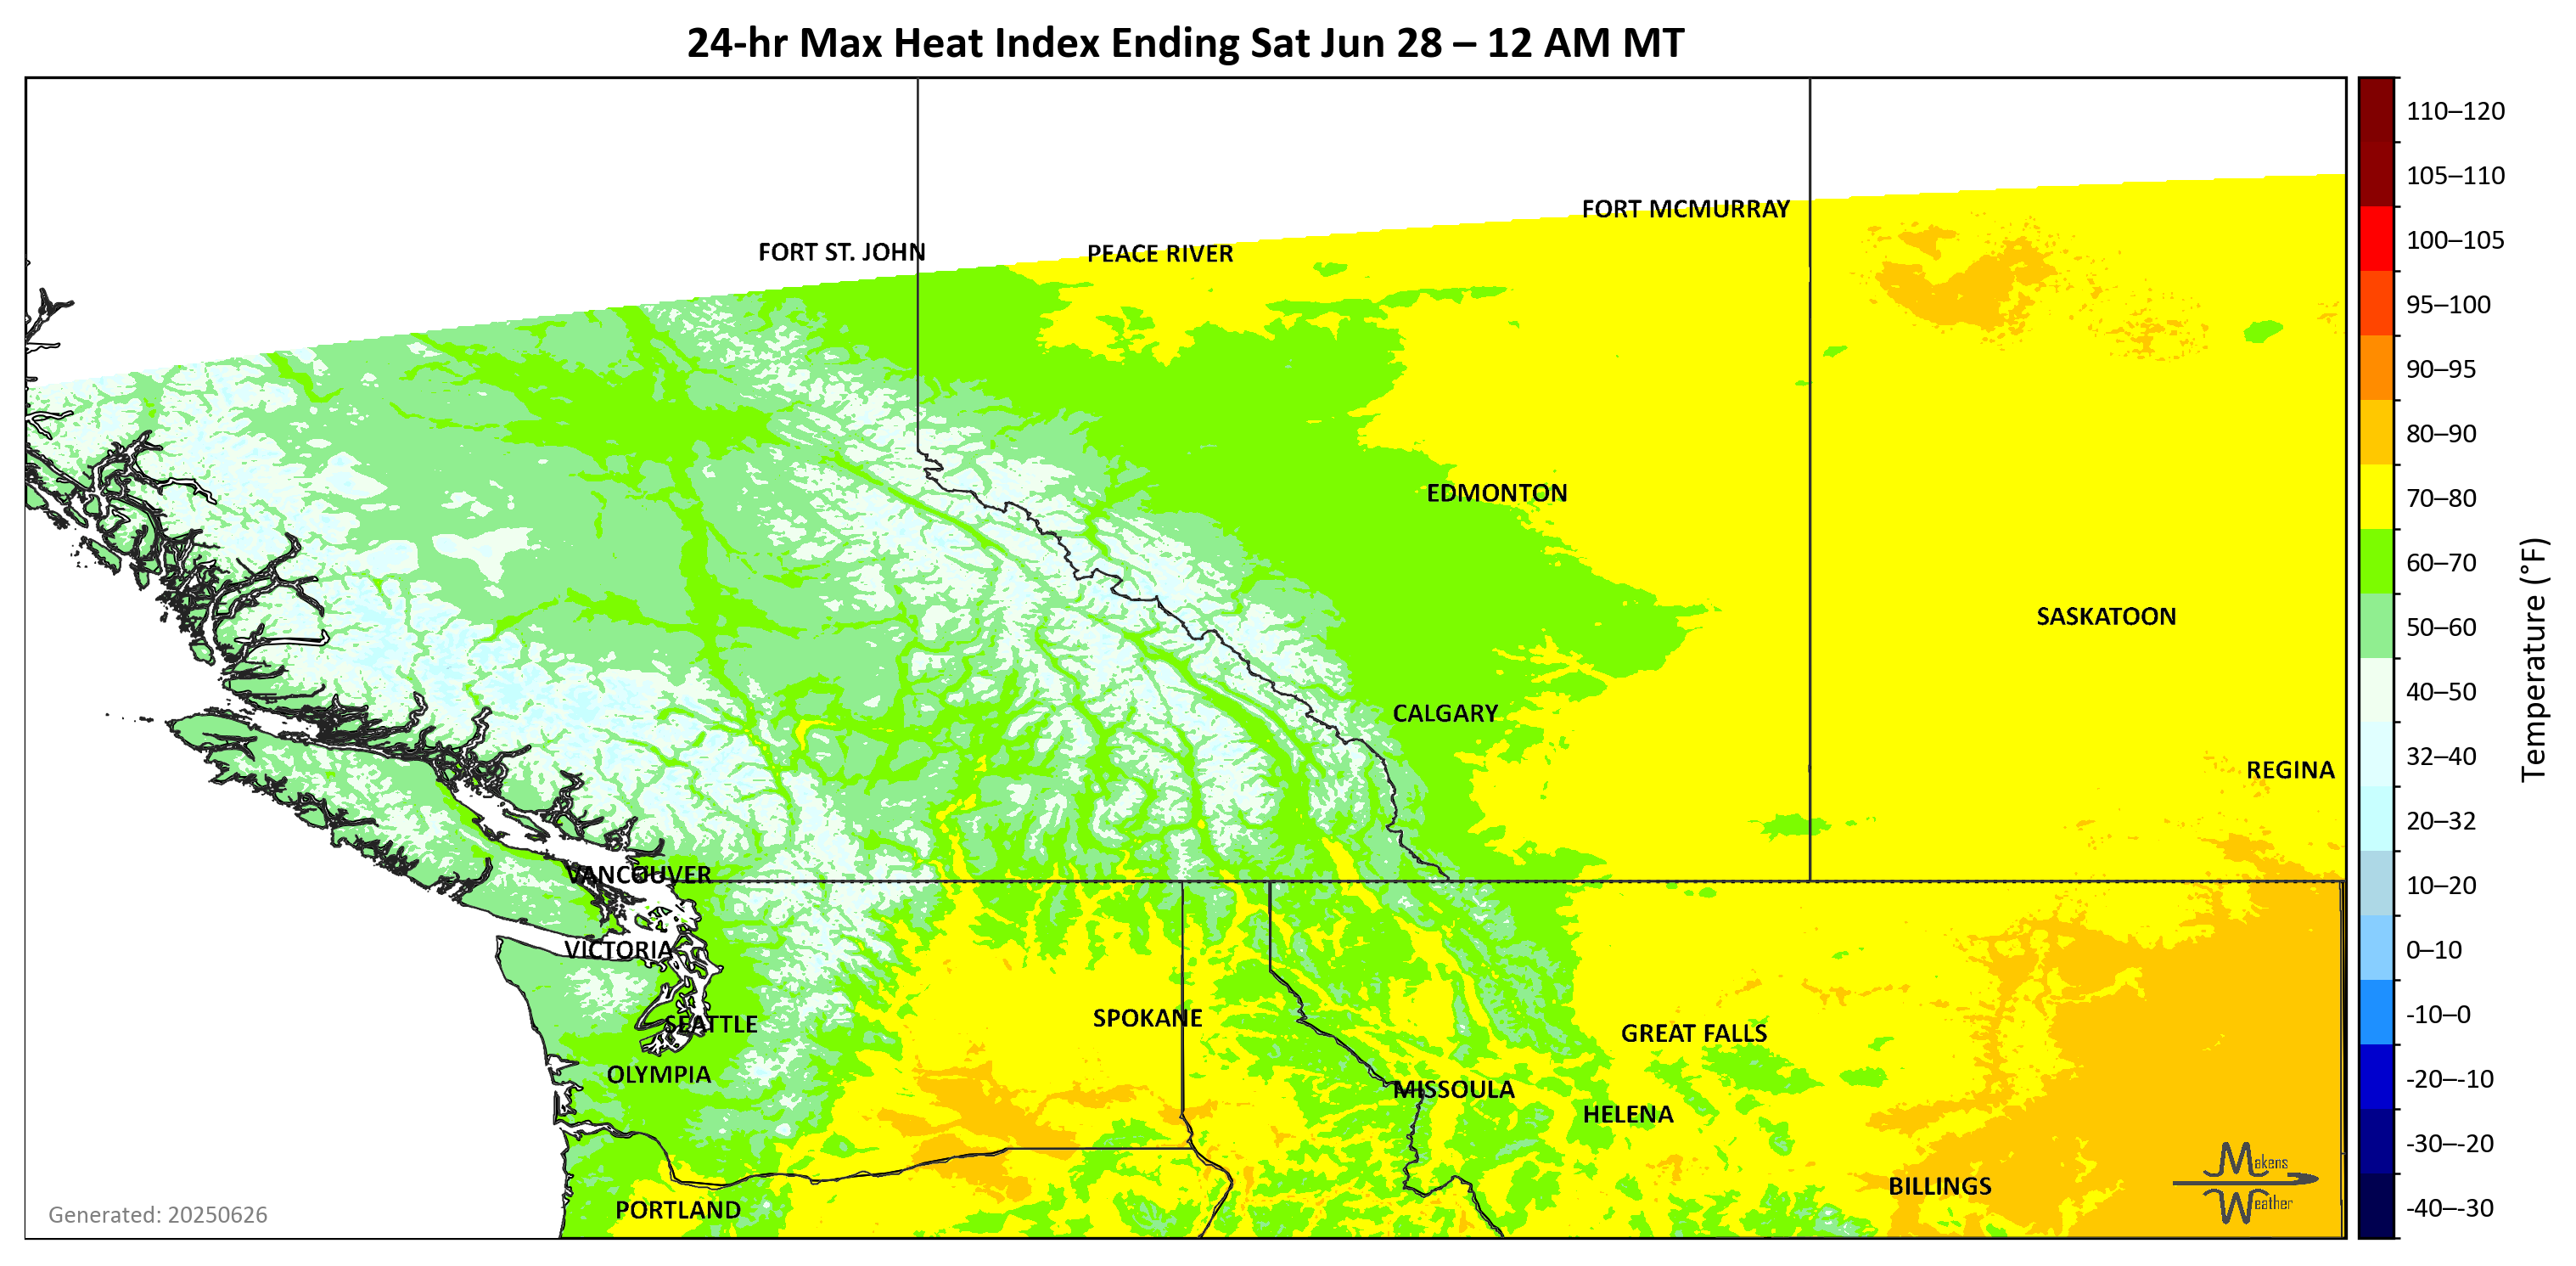 24-hr Max Heat Index Ending Sat Jun 28 – 12 AM MT
110–120
105–110
FORT MCMURRAY
100–105
FORT ST. JOHN
PEACE RIVER
95–100
90–95
80–90
EDMONTON
70–80
60–70
SASKATOON
50–60
Temperature (°F)
40–50
CALGARY
32–40
REGINA
20–32
VANCOUVER
10–20
VICTORIA
0–10
SPOKANE
-10–0
SEATTLE
GREAT FALLS
OLYMPIA
-20–-10
MISSOULA
HELENA
-30–-20
Makens
Weather
BILLINGS
PORTLAND
-40–-30
Generated: 20250626